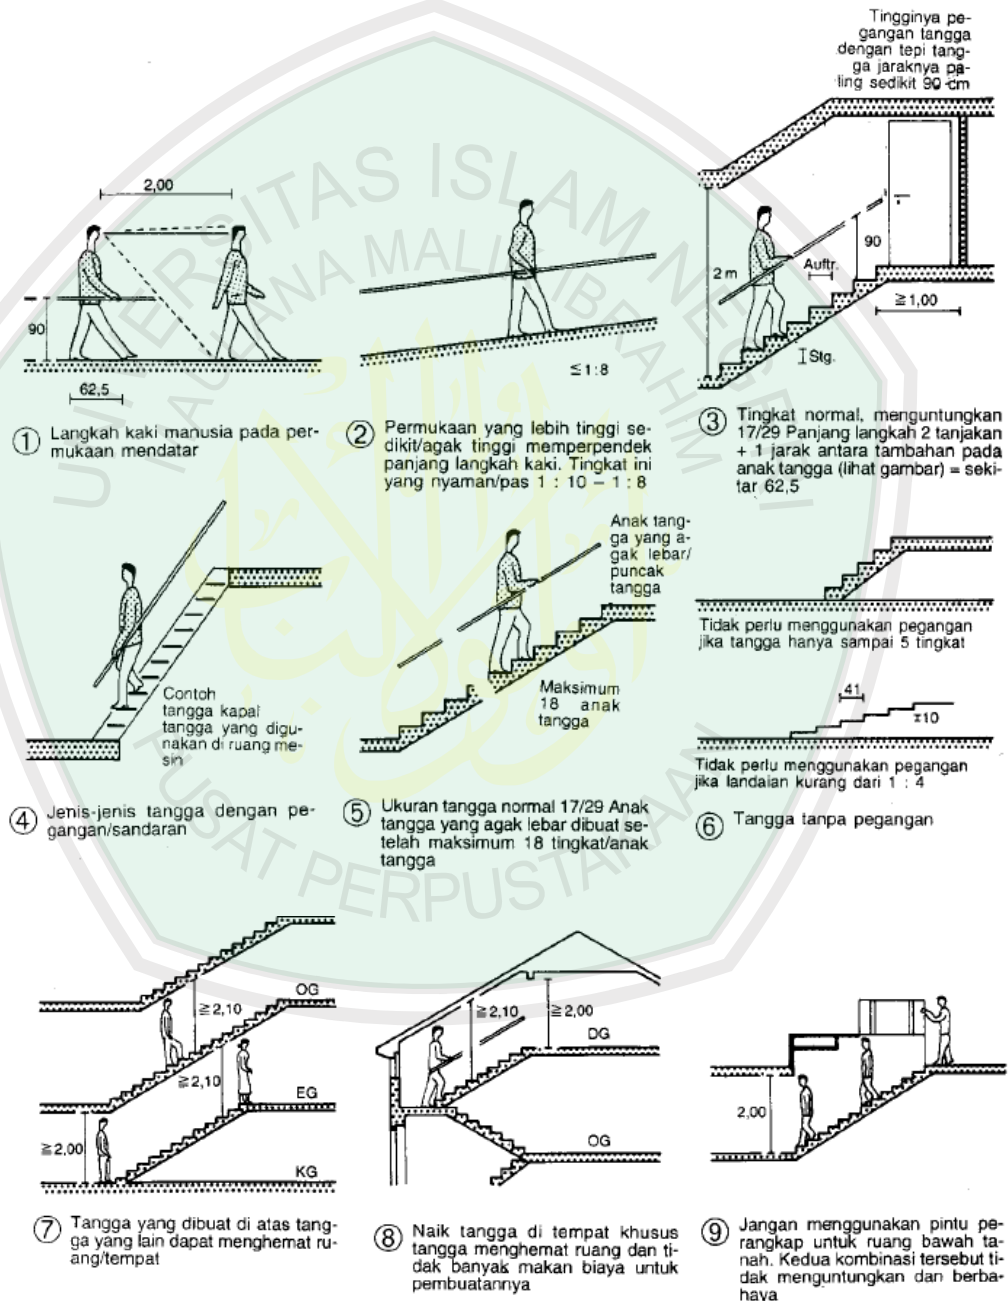 Tingginya pe-
gangan tangga
dengan tepi tang-
ga jaraknya pa-
ling sedikit 90 cm
2,00
90
62,5
≦ 1:8
2 m
Auftr.
90
≧ 1,00
Stg.
① Langkah kaki manusia pada per-
mukaan mendatar
② Permukaan yang lebih tinggi se-
dikit/agak tinggi memperpendek
panjang langkah kaki. Tingkat ini
yang nyaman/pas 1 : 10 – 1 : 8
③ Tingkat normal, menguntungkan
17/29 Panjang langkah 2 tanjakan
+ 1 jarak antara tambahan pada
anak tangga (lihat gambar) = seki-
tar 62,5
Contoh
tangga kapal
tangga yang digu-
nakan di ruang me-
sin
Anak tang-
ga yang a-
gak lebar/
puncak
tangga
Maksimum
18 anak
tangga
Tidak perlu menggunakan pegangan
jika tangga hanya sampai 5 tingkat
41
10
Tidak perlu menggunakan pegangan
jika landaian kurang dari 1 : 4
④ Jenis-jenis tangga dengan pe-
gangan/sandaran
⑤ Ukuran tangga normal 17/29 Anak
tangga yang agak lebar dibuat se-
telah maksimum 18 tingkat/anak
tangga
⑥ Tangga tanpa pegangan
OG
≧ 2,10
≧ 2,10
EG
≧ 2,00
KG
≧ 2,10
≧ 2,00
DG
OG
2,00
⑦ Tangga yang dibuat di atas tang-
ga yang lain dapat menghemat ru-
ang/tempat
⑧ Naik tangga di tempat khusus
tangga menghemat ruang dan ti-
dak banyak makan biaya untuk
pembuatannya
⑨ Jangan menggunakan pintu pe-
rangkap untuk ruang bawah ta-
nah. Kedua kombinasi tersebut ti-
dak menguntungkan dan berba-
haya
UNIVERSITAS ISLAM NEGERI
MAULANA MALIK IBRAHIM
PUSAT PERPUSTAKAAN